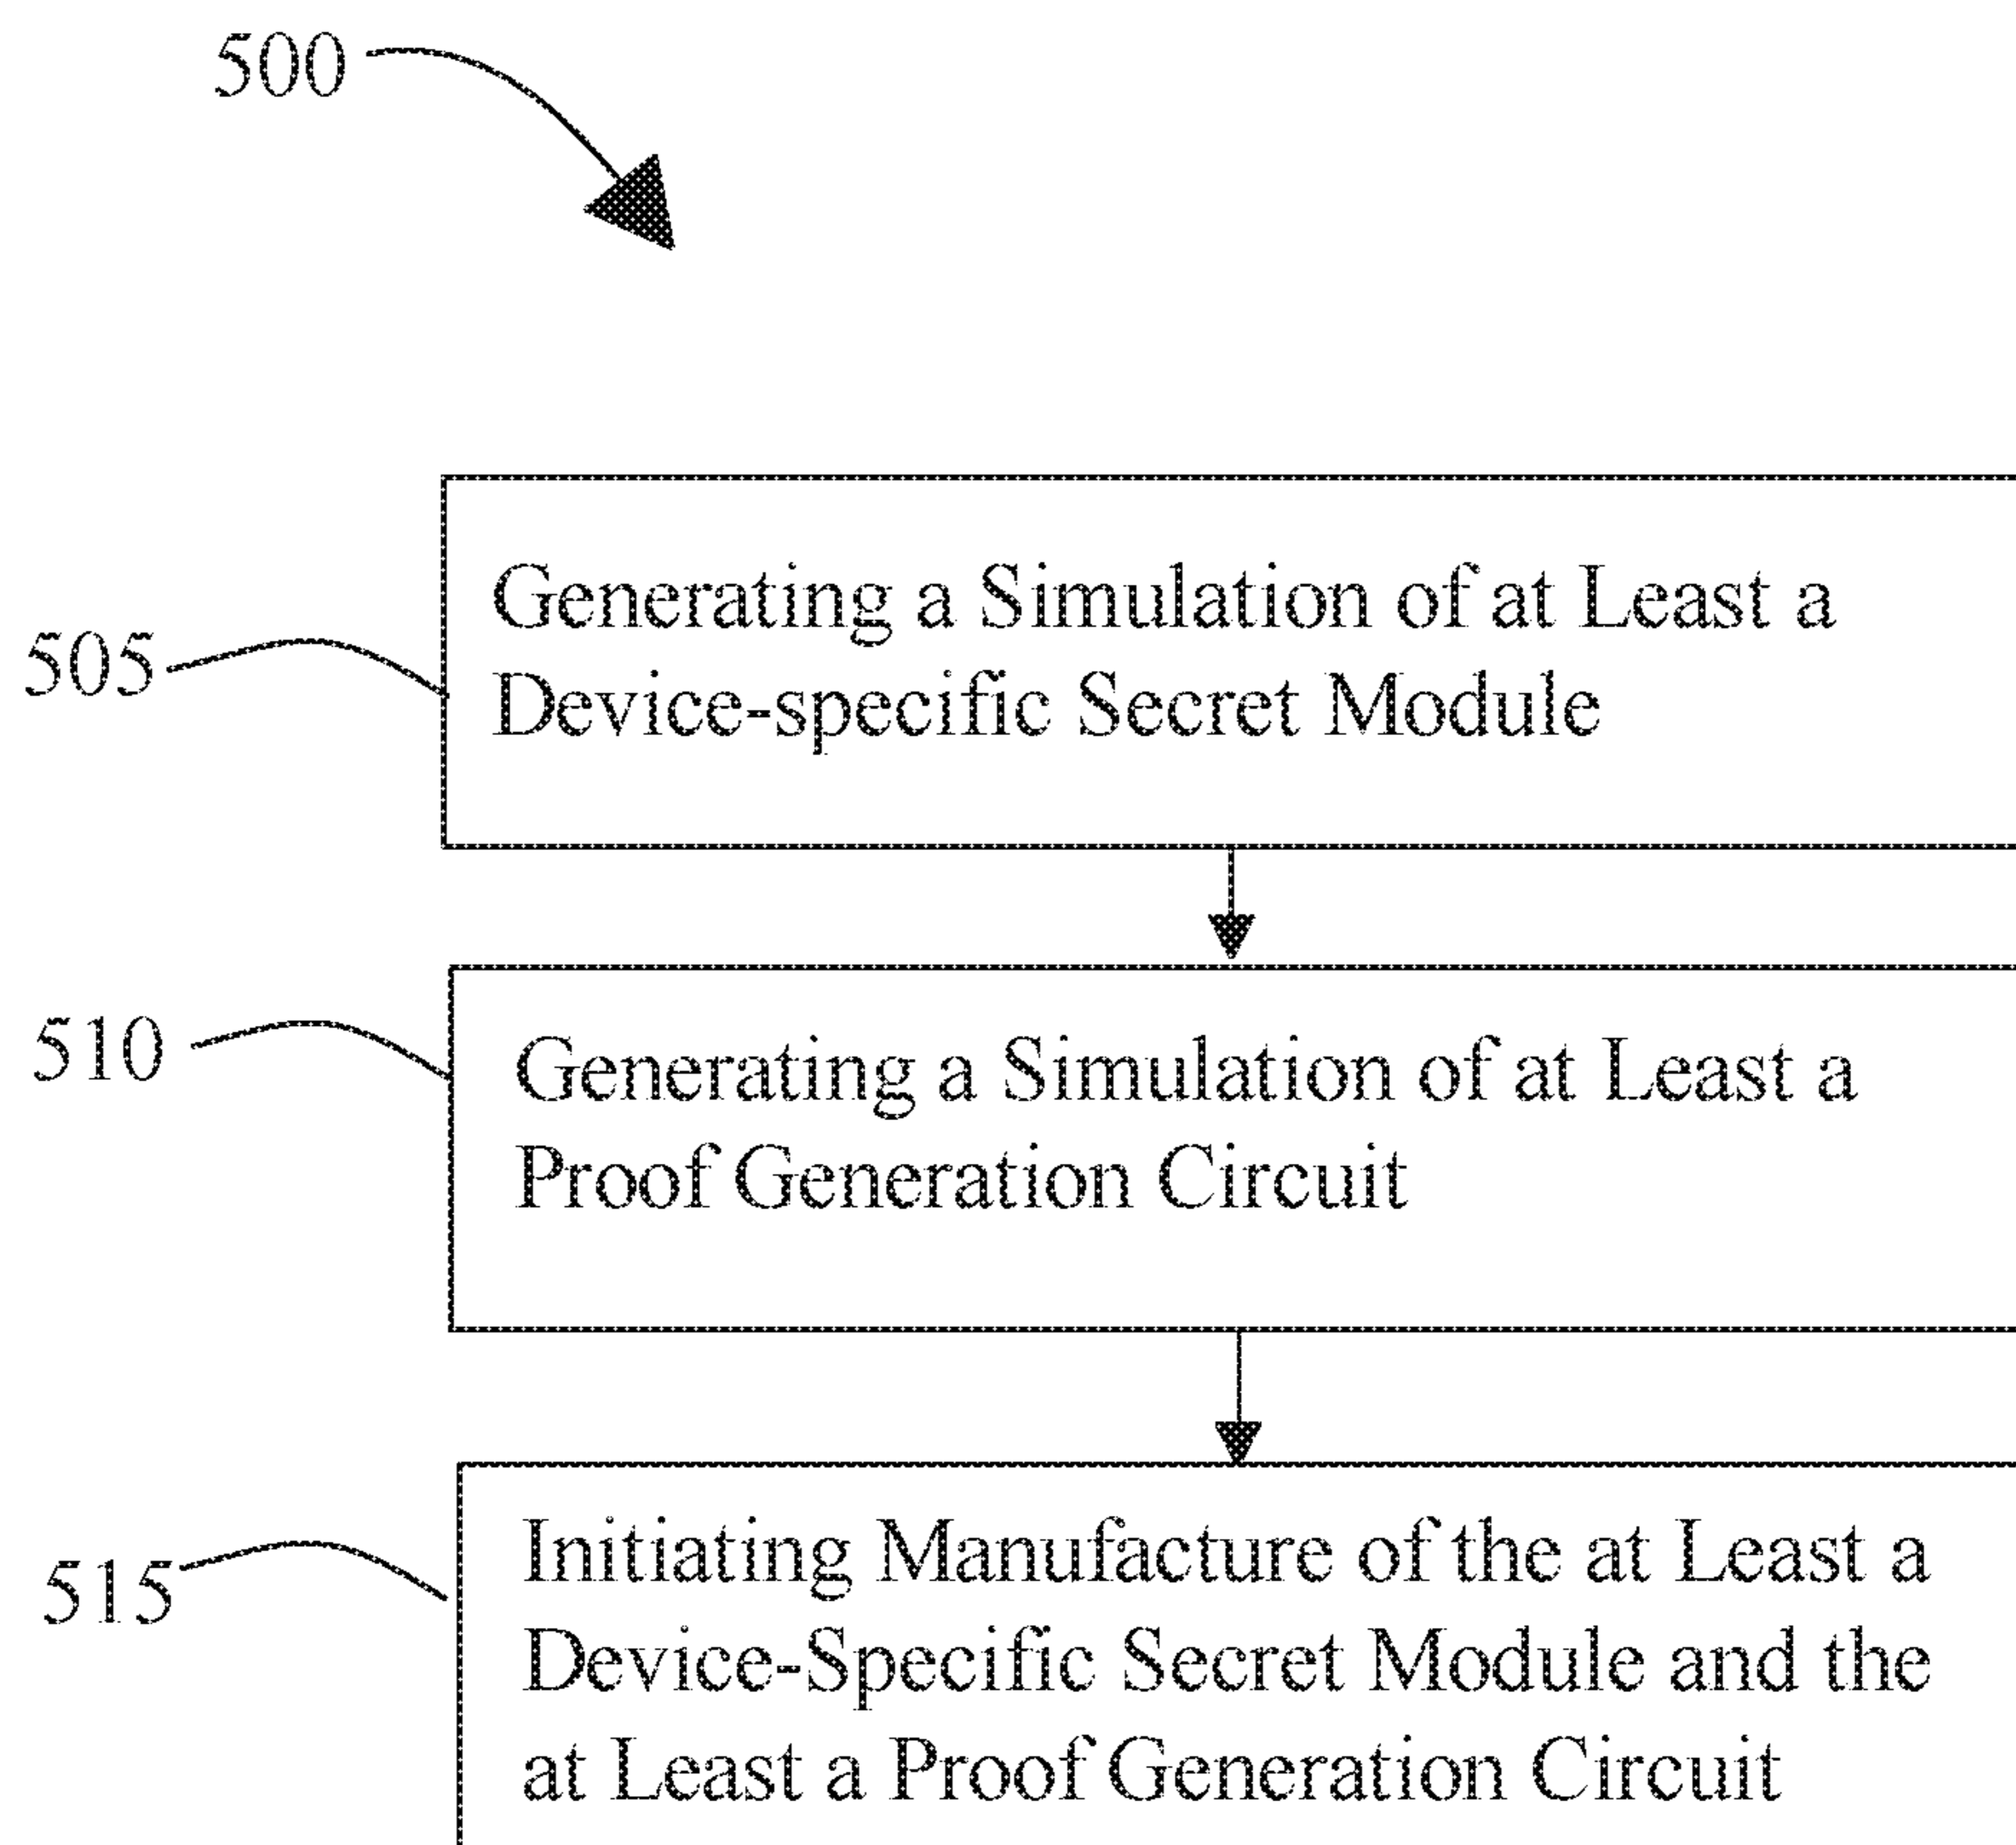 500
505
Generating a Simulation of at Least a
Device-specific Secret Module
510
Generating a Simulation of at Least a
Proof Generation Circuit
515
Initiating Manufacture of the at Least a
Device-Specific Secret Module and the
at Least a Proof Generation Circuit